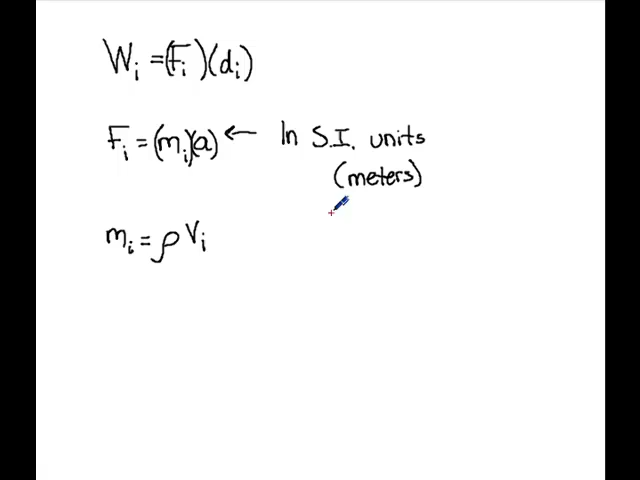 Wᵢ = (Fᵢ)(dᵢ)
Fᵢ = (mᵢ)(a) ← In S.I. units
(meters)
mᵢ = ρ Vᵢ